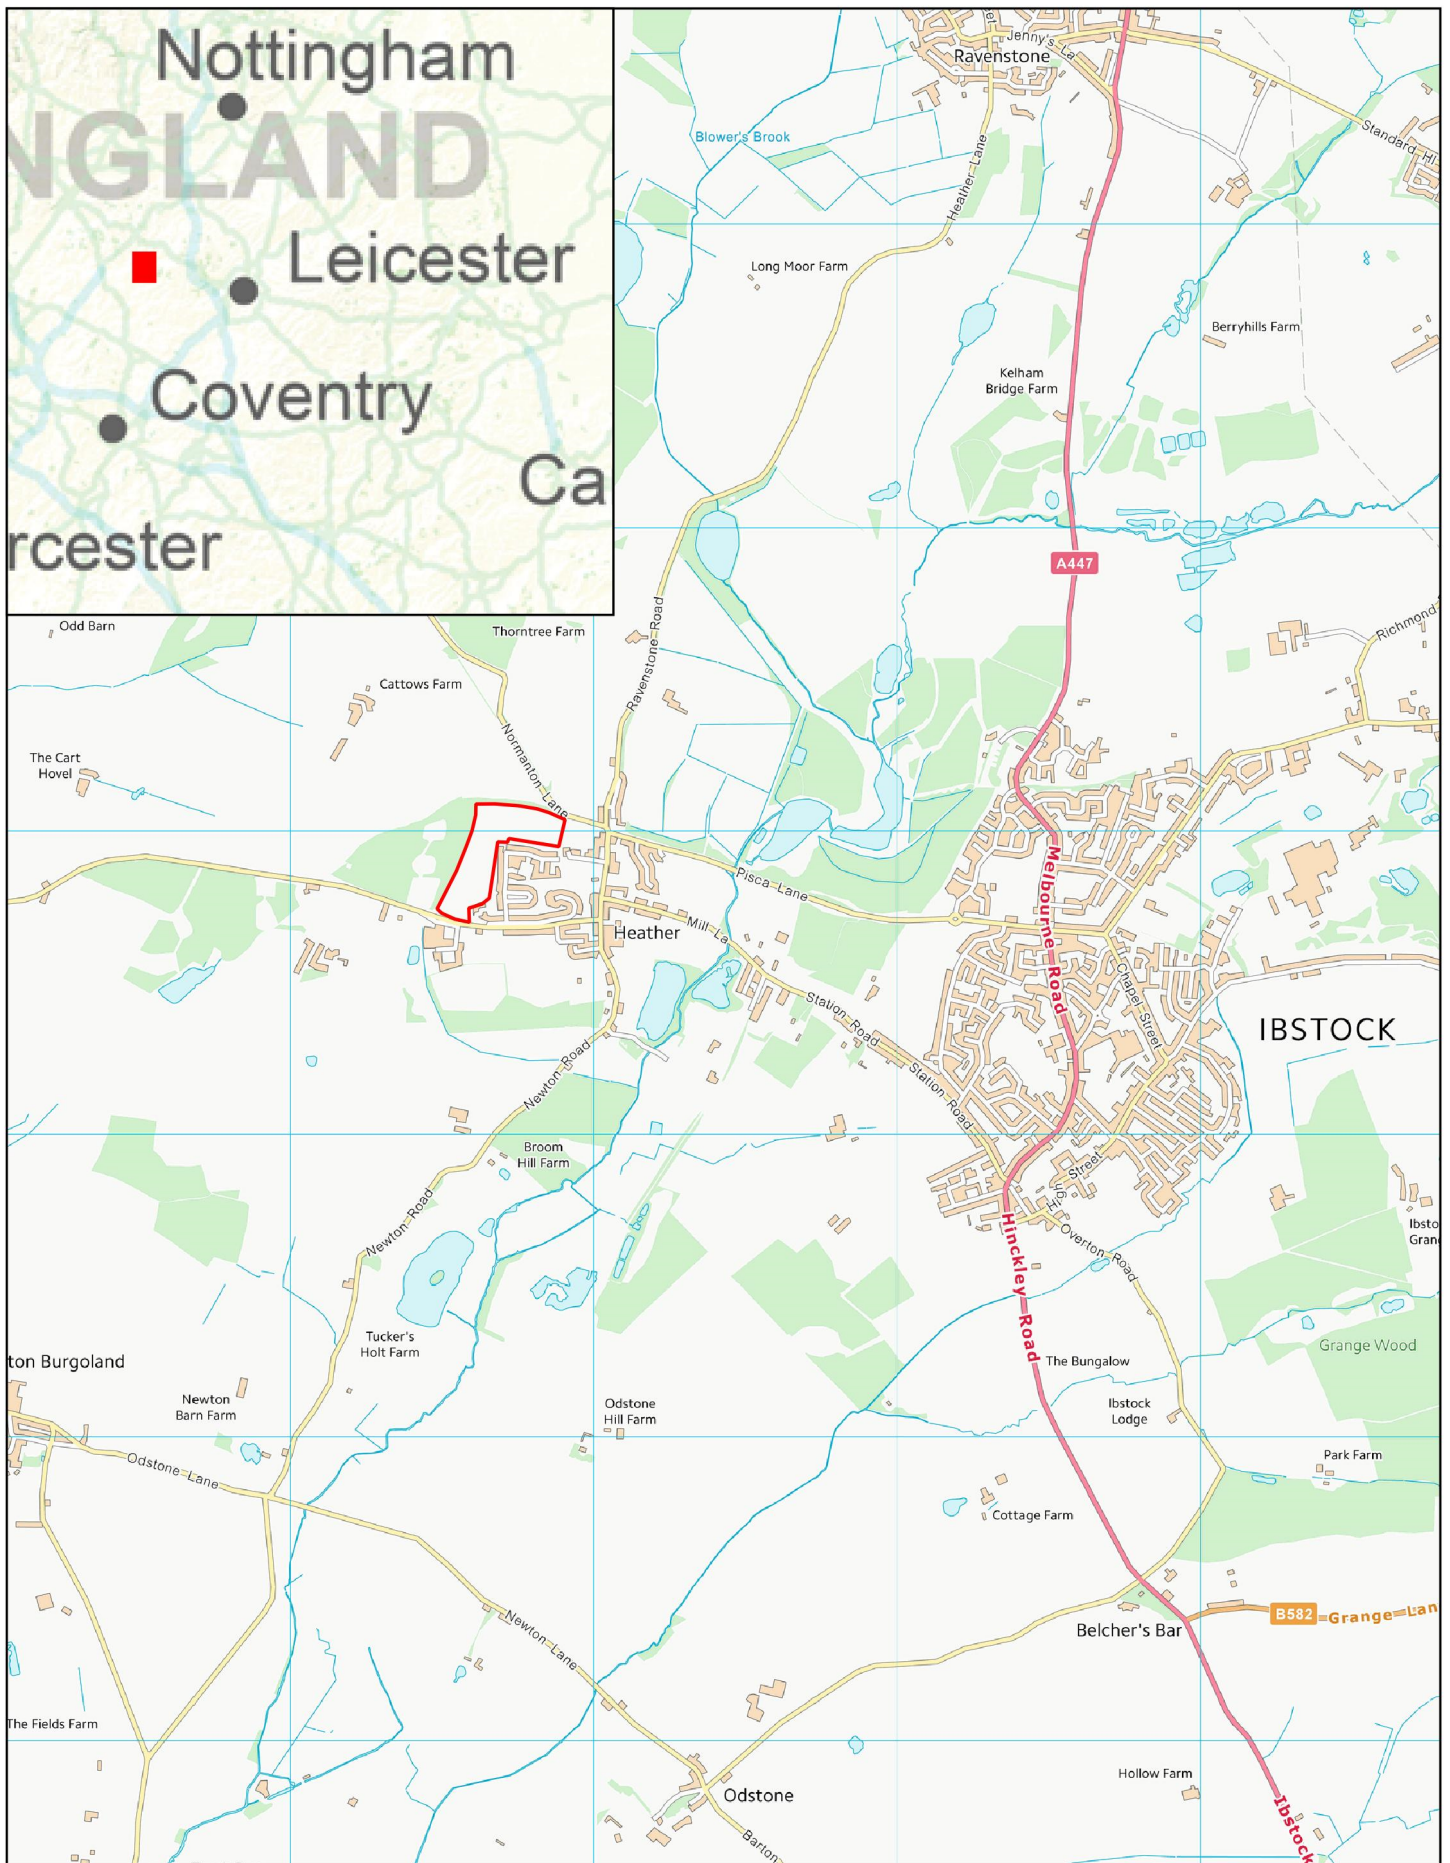 Nottingham
NGLAND
Leicester
Coventry
Ca
rcester
Jenny's La
Ravenstone
Standard Hi
Blower's Brook
Heather Lane
Long Moor Farm
Berryhills Farm
Kelham
Bridge Farm
A447
Odd Barn
Thorntree Farm
Richmond
Ravenstone Road
Cattows Farm
Normanton Lane
The Cart
Hovel
Melbourne Road
Pisca Lane
Heather
Mill La
Chapel Street
Station Road
IBSTOCK
Newton Road
Station Road
Broom
Hill Farm
High Street
Newton Road
Hinckley Road
Overton Road
Ibsto
Gran
Tucker's
Holt Farm
Grange Wood
ton Burgoland
The Bungalow
Newton
Barn Farm
Odstone
Hill Farm
Ibstock
Lodge
Odstone Lane
Park Farm
Cottage Farm
Newton Lane
B582
Grange Lan
Belcher's Bar
The Fields Farm
Hollow Farm
Odstone
Ibstock
Barton